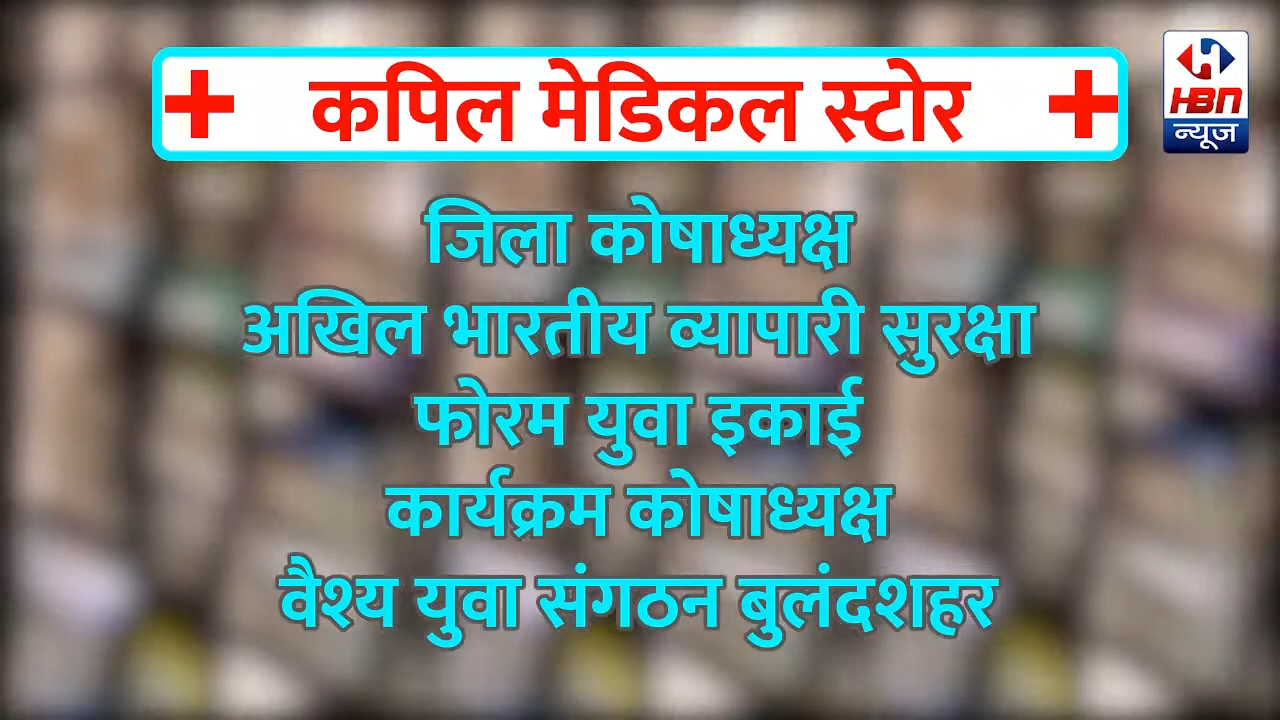 कपिल मेडिकल स्टोर
HBN
न्यूज
जिला कोषाध्यक्ष
अखिल भारतीय व्यापारी सुरक्षा
फोरम युवा इकाई
कार्यक्रम कोषाध्यक्ष
वैश्य युवा संगठन बुलंदशहर